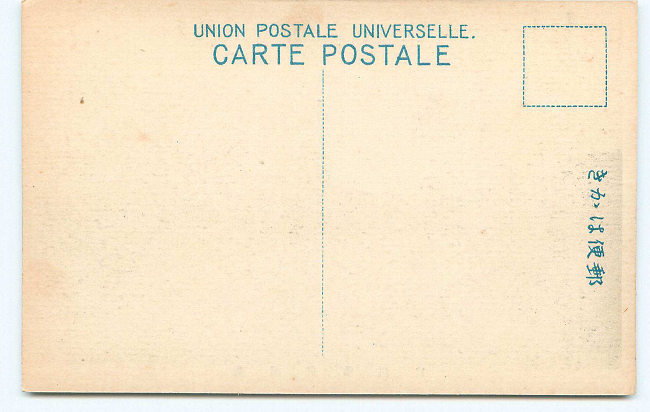 UNION POSTALE UNIVERSELLE.
CARTE POSTALE
きかは便郵